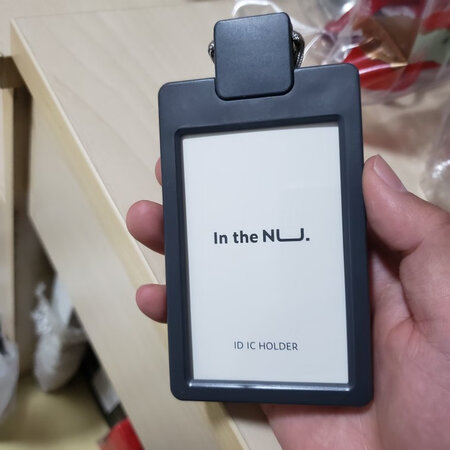 In the NU.
ID IC HOLDER